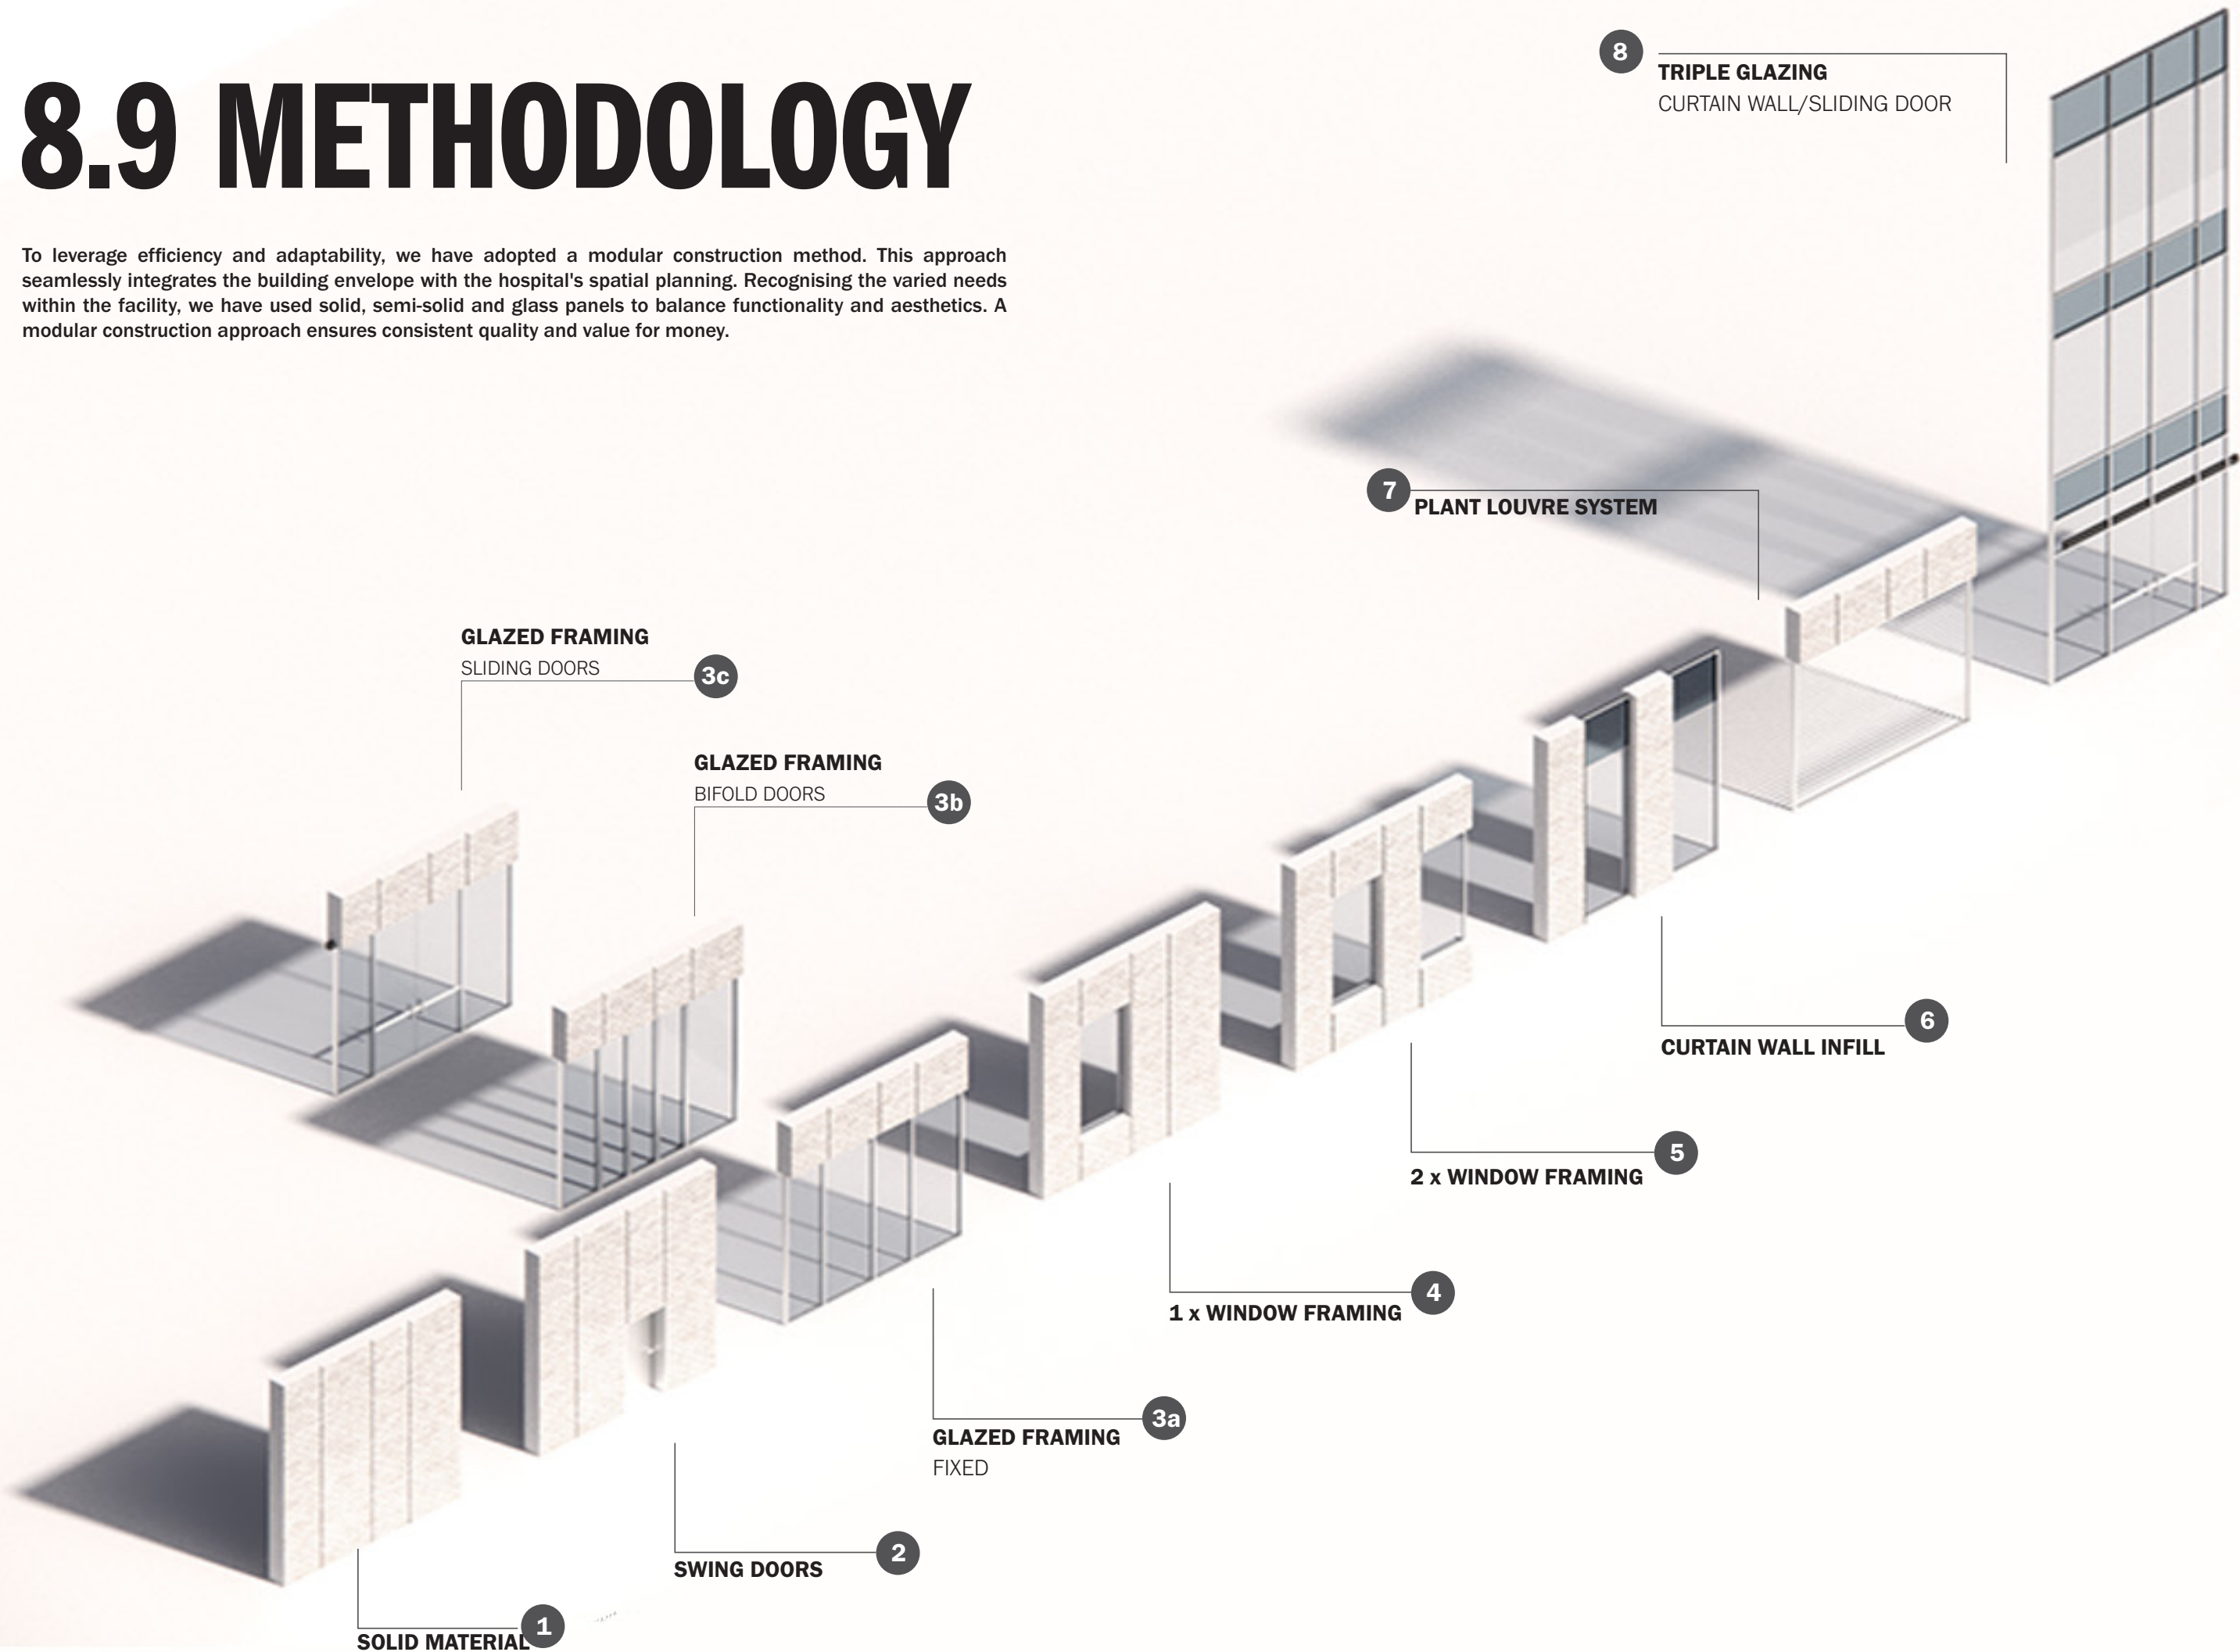 8.9 METHODOLOGY
To leverage efficiency and adaptability, we have adopted a modular construction method. This approach
seamlessly integrates the building envelope with the hospital's spatial planning. Recognising the varied needs
within the facility, we have used solid, semi-solid and glass panels to balance functionality and aesthetics. A
modular construction approach ensures consistent quality and value for money.
8
TRIPLE GLAZING
CURTAIN WALL/SLIDING DOOR
7
PLANT LOUVRE SYSTEM
GLAZED FRAMING
SLIDING DOORS
3c
GLAZED FRAMING
BIFOLD DOORS
3b
6
CURTAIN WALL INFILL
5
2 x WINDOW FRAMING
4
1 x WINDOW FRAMING
3a
GLAZED FRAMING
FIXED
2
SWING DOORS
1
SOLID MATERIAL